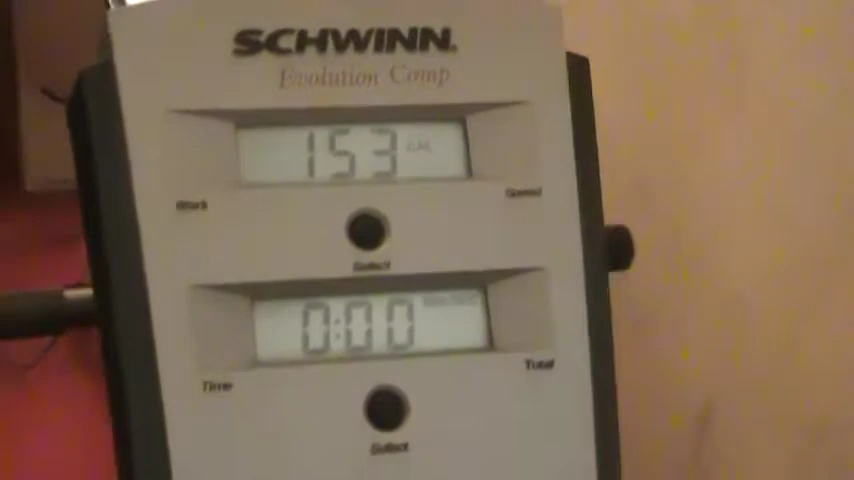 SCHWINN.
Evolution Comp
153 CAL
Work Speed
Select
0:00
Time Total
Select